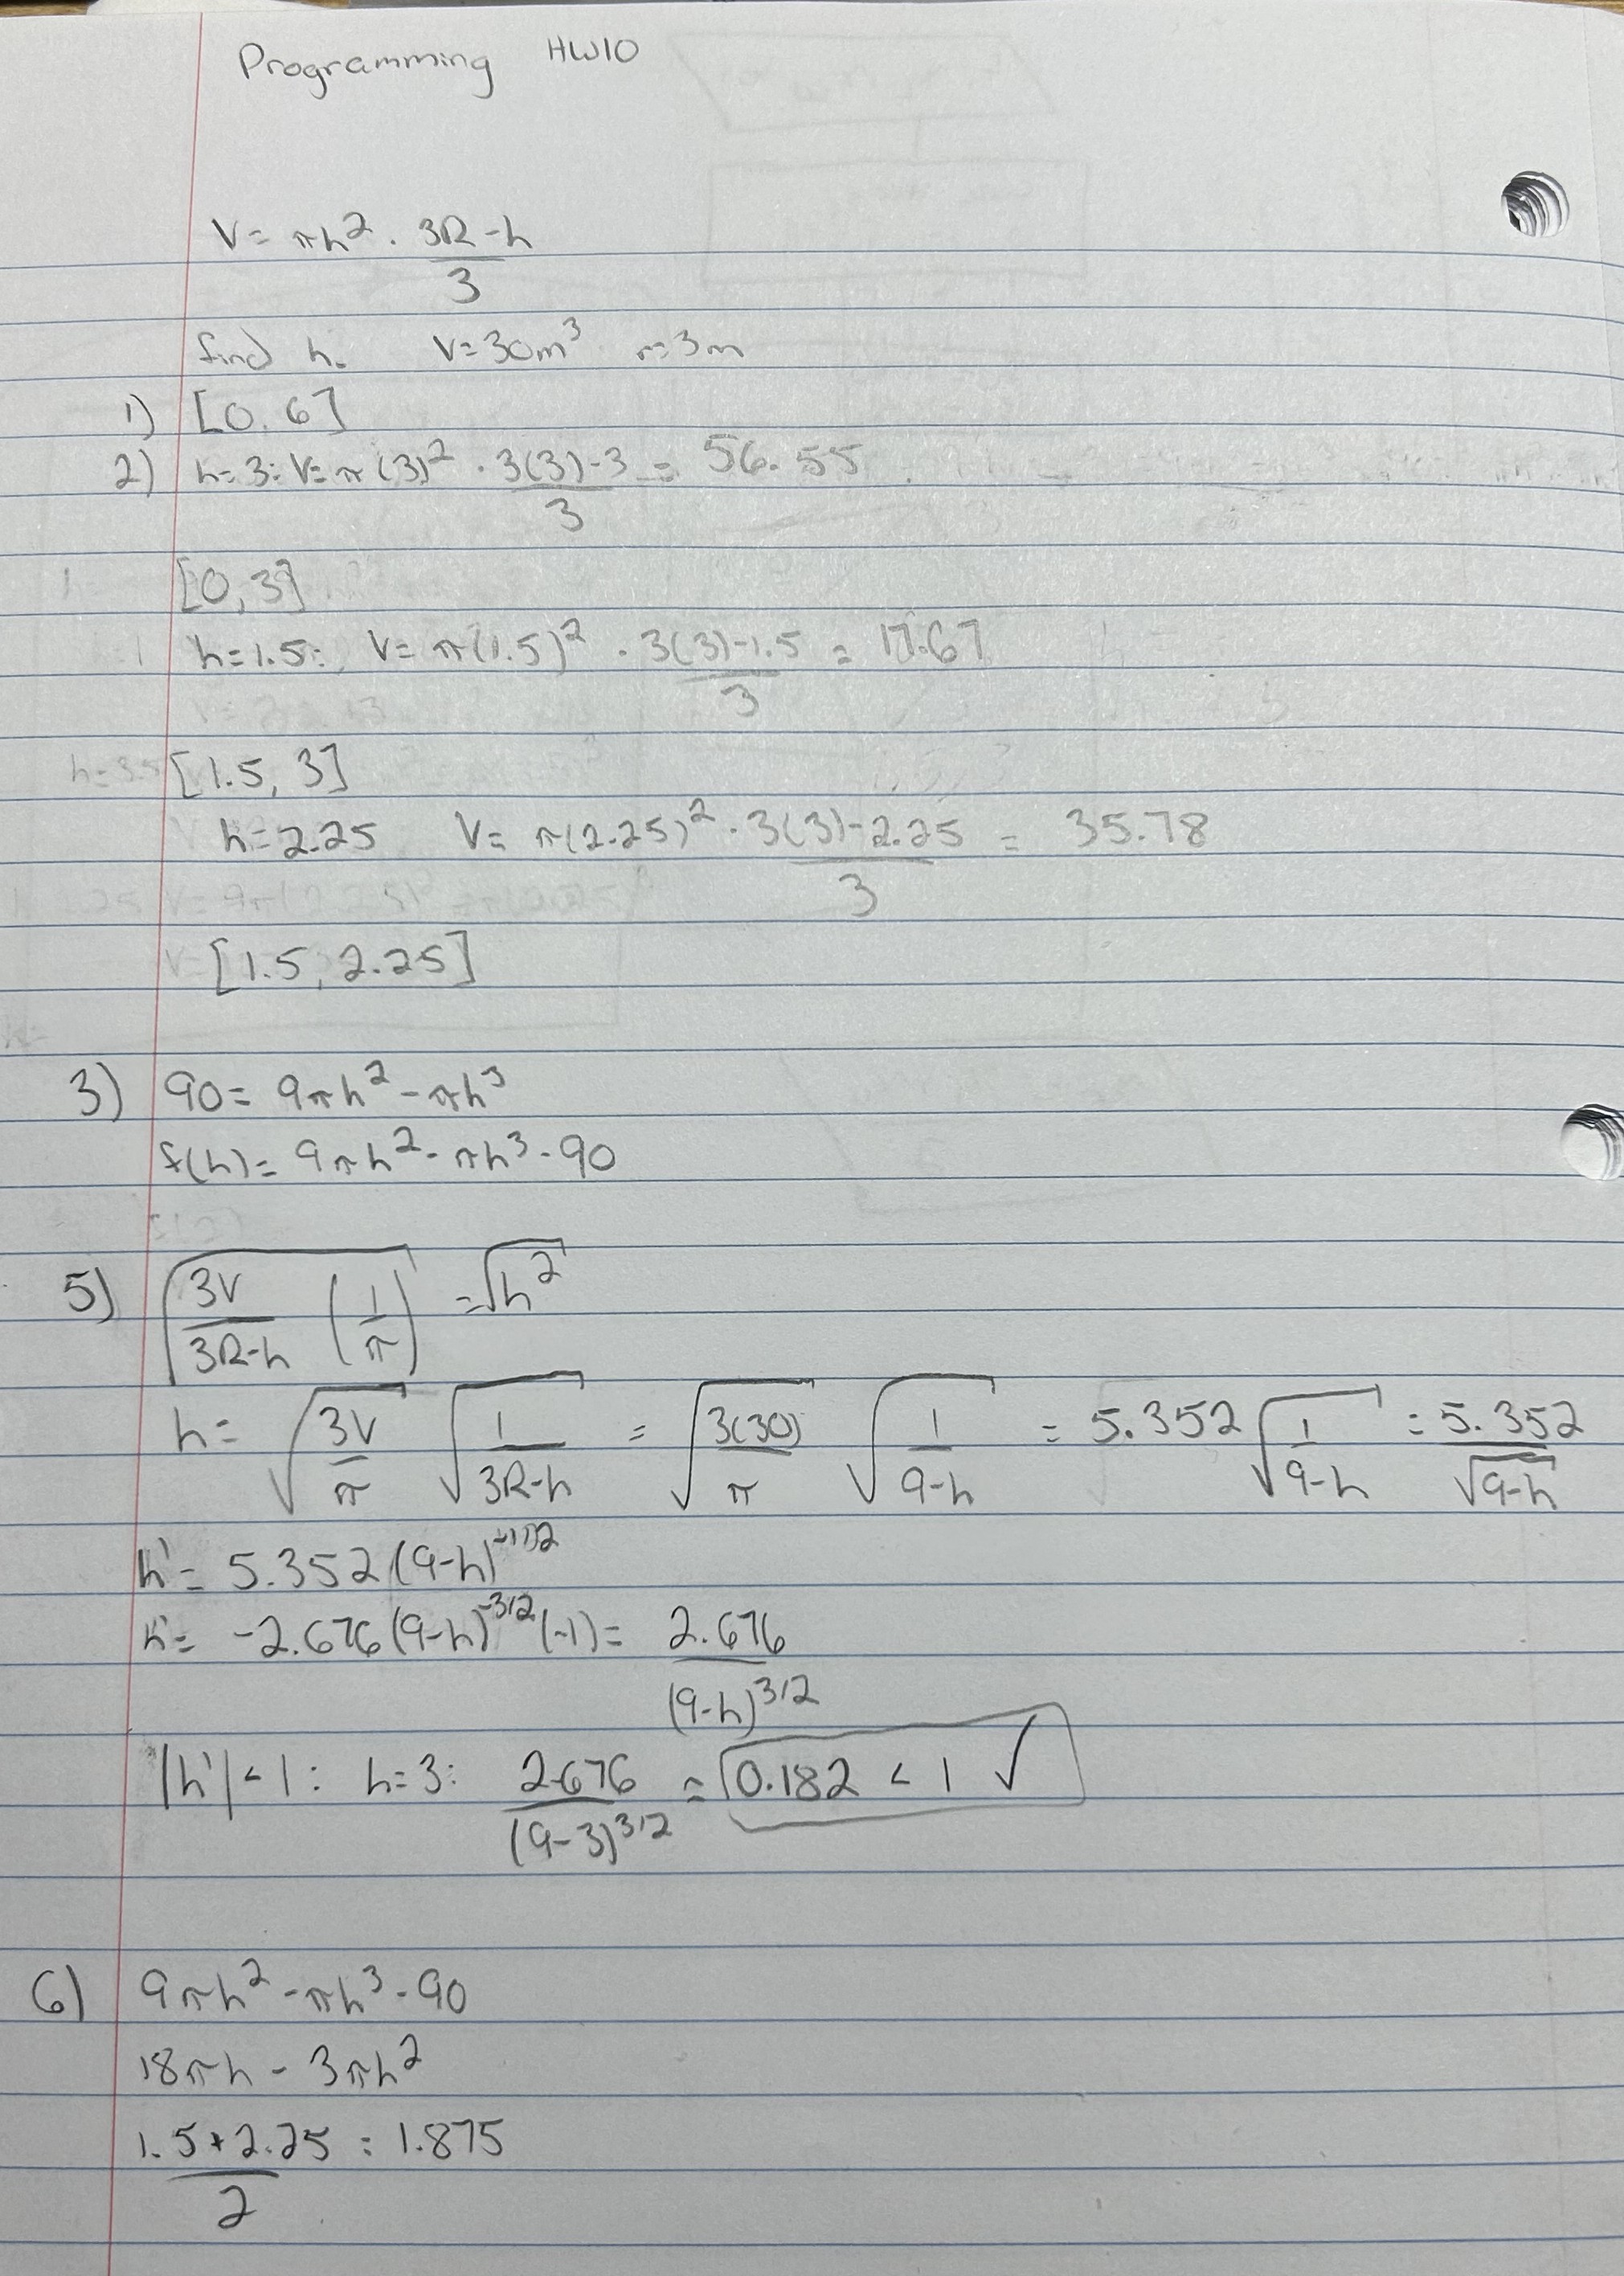 Programming HW10
V = πh² · (3R-h)/3
find h. V=30m³ r=3m
1) [0.6]
2) h=3: V= π(3)² · (3(3)-3)/3 = 56.55
[0,3]
h=1.5: V= π(1.5)² · (3(3)-1.5)/3 = 17.67
[1.5, 3]
h=2.25 V= π(2.25)² · (3(3)-2.25)/3 = 35.78
[1.5, 2.25]
3) 90= 9πh² - πh³
f(h)= 9πh² - πh³ - 90
5) √(3V/(3R-h) (1/π)) = √h²
h= √(3V/π) √(1/(3R-h)) = √(3(30)/π) √(1/(9-h)) = 5.352 √(1/(9-h)) = 5.352/√(9-h)
h'= 5.352(9-h)^-1/2
h'= -2.676(9-h)^-3/2 (-1) = 2.676/(9-h)^3/2
|h'|<1: h=3: 2.676/(9-3)^3/2 = 0.182 < 1 ✓
6) 9πh² - πh³ - 90
18πh - 3πh²
(1.5+2.25)/2 = 1.875